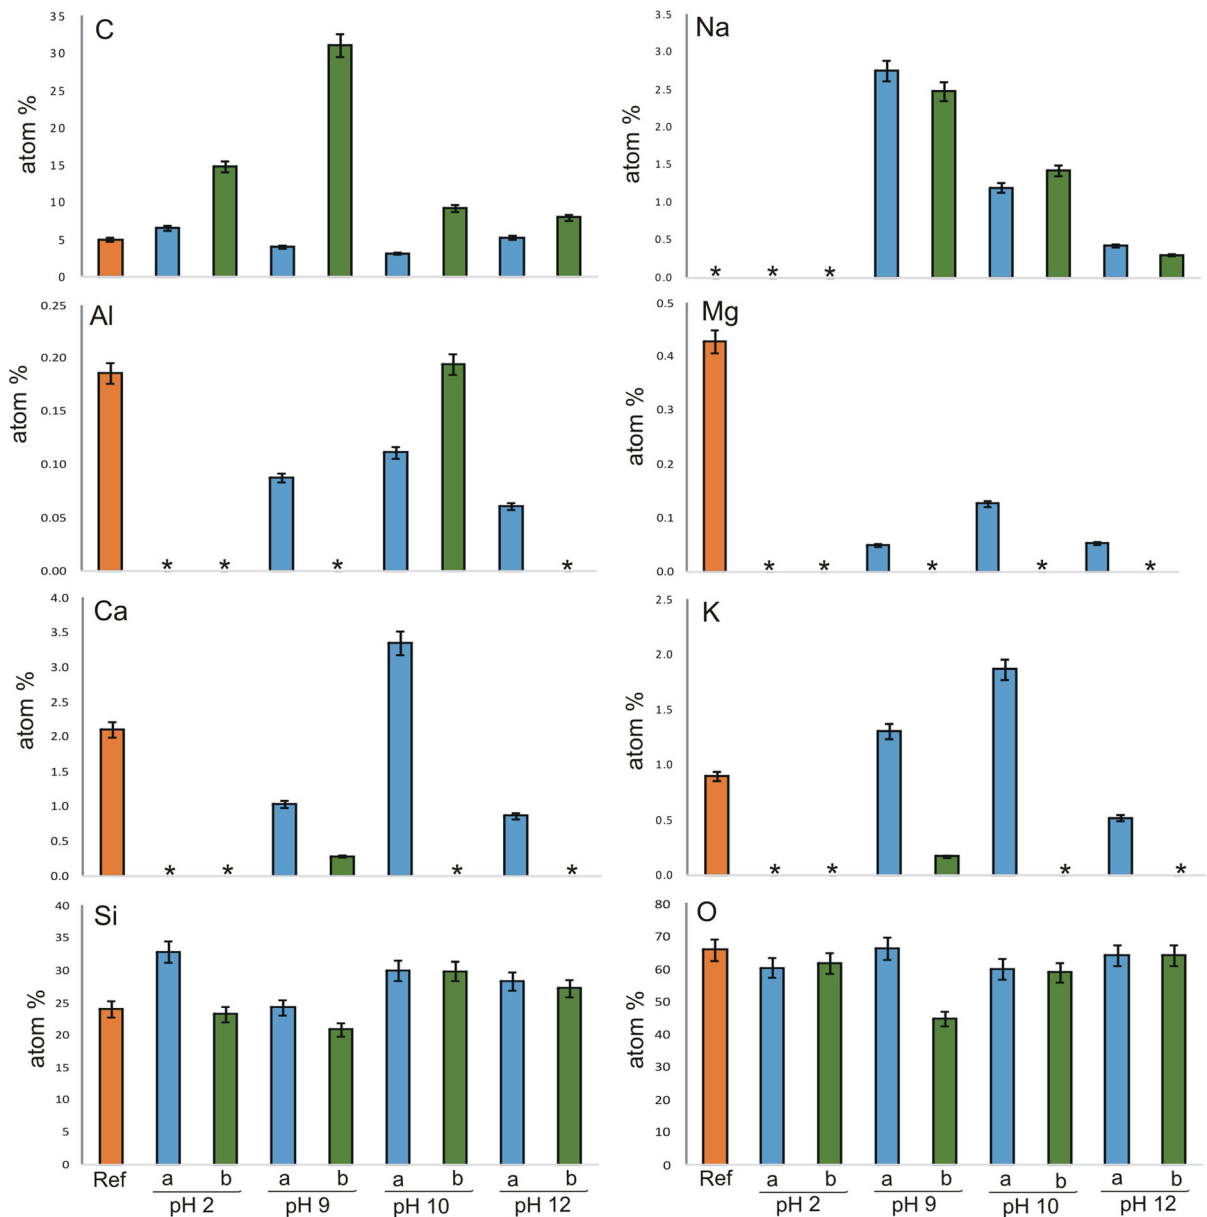 C
atom %
35
30
25
20
15
10
5
0
Na
atom %
3.5
3.0
2.5
2.0
1.5
1.0
0.5
0.0
* * *
Al
atom %
0.25
0.20
0.15
0.10
0.05
0.00
* * * *
Mg
atom %
0.5
0.4
0.3
0.2
0.1
0.0
* * * * *
Ca
atom %
4.0
3.5
3.0
2.5
2.0
1.5
1.0
0.5
0.0
* * * *
K
atom %
2.5
2.0
1.5
1.0
0.5
0.0
* * * *
Si
atom %
40
35
30
25
20
15
10
5
0
Ref a b a b a b a b
pH 2 pH 9 pH 10 pH 12
O
atom %
80
70
60
50
40
30
20
10
0
Ref a b a b a b a b
pH 2 pH 9 pH 10 pH 12